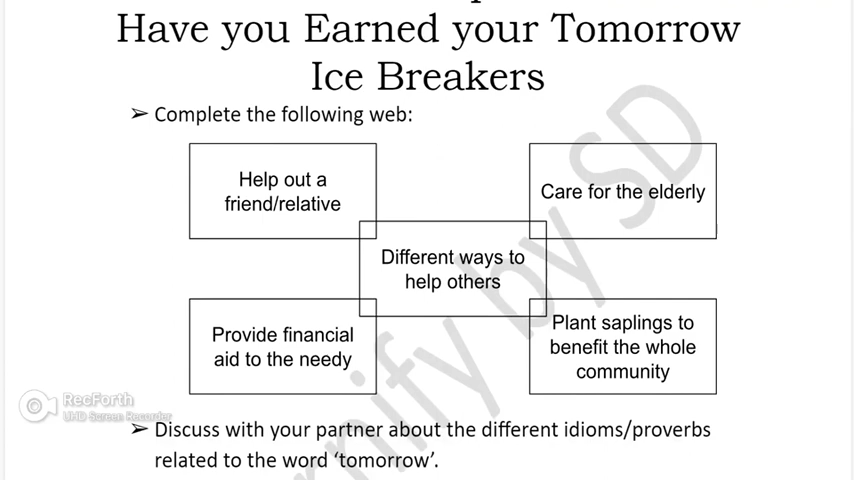 Have you Earned your Tomorrow
Ice Breakers
➢ Complete the following web:
Help out a
friend/relative
Care for the elderly
Different ways to
help others
Provide financial
aid to the needy
Plant saplings to
benefit the whole
community
RecForth
UHD Screen Recorder
➢ Discuss with your partner about the different idioms/proverbs
related to the word ‘tomorrow’.
by SD